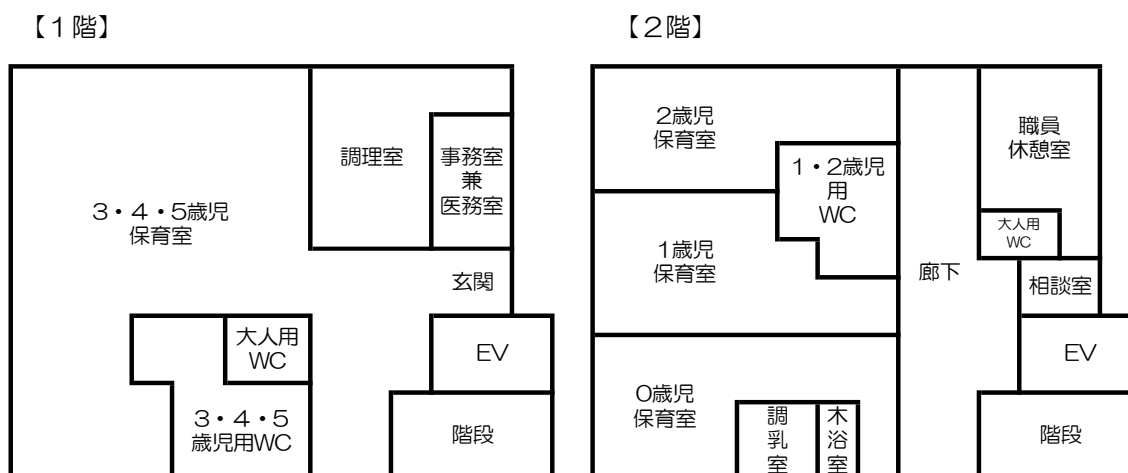 【１階】
【２階】
３・４・５歳児
保育室
調理室
事務室
兼
医務室
玄関
大人用
WC
EV
３・４・５
歳児用WC
階段
２歳児
保育室
１・２歳児
用
WC
職員
休憩室
大人用
WC
１歳児
保育室
廊下
相談室
EV
０歳児
保育室
調
乳
室
木
浴
室
階段